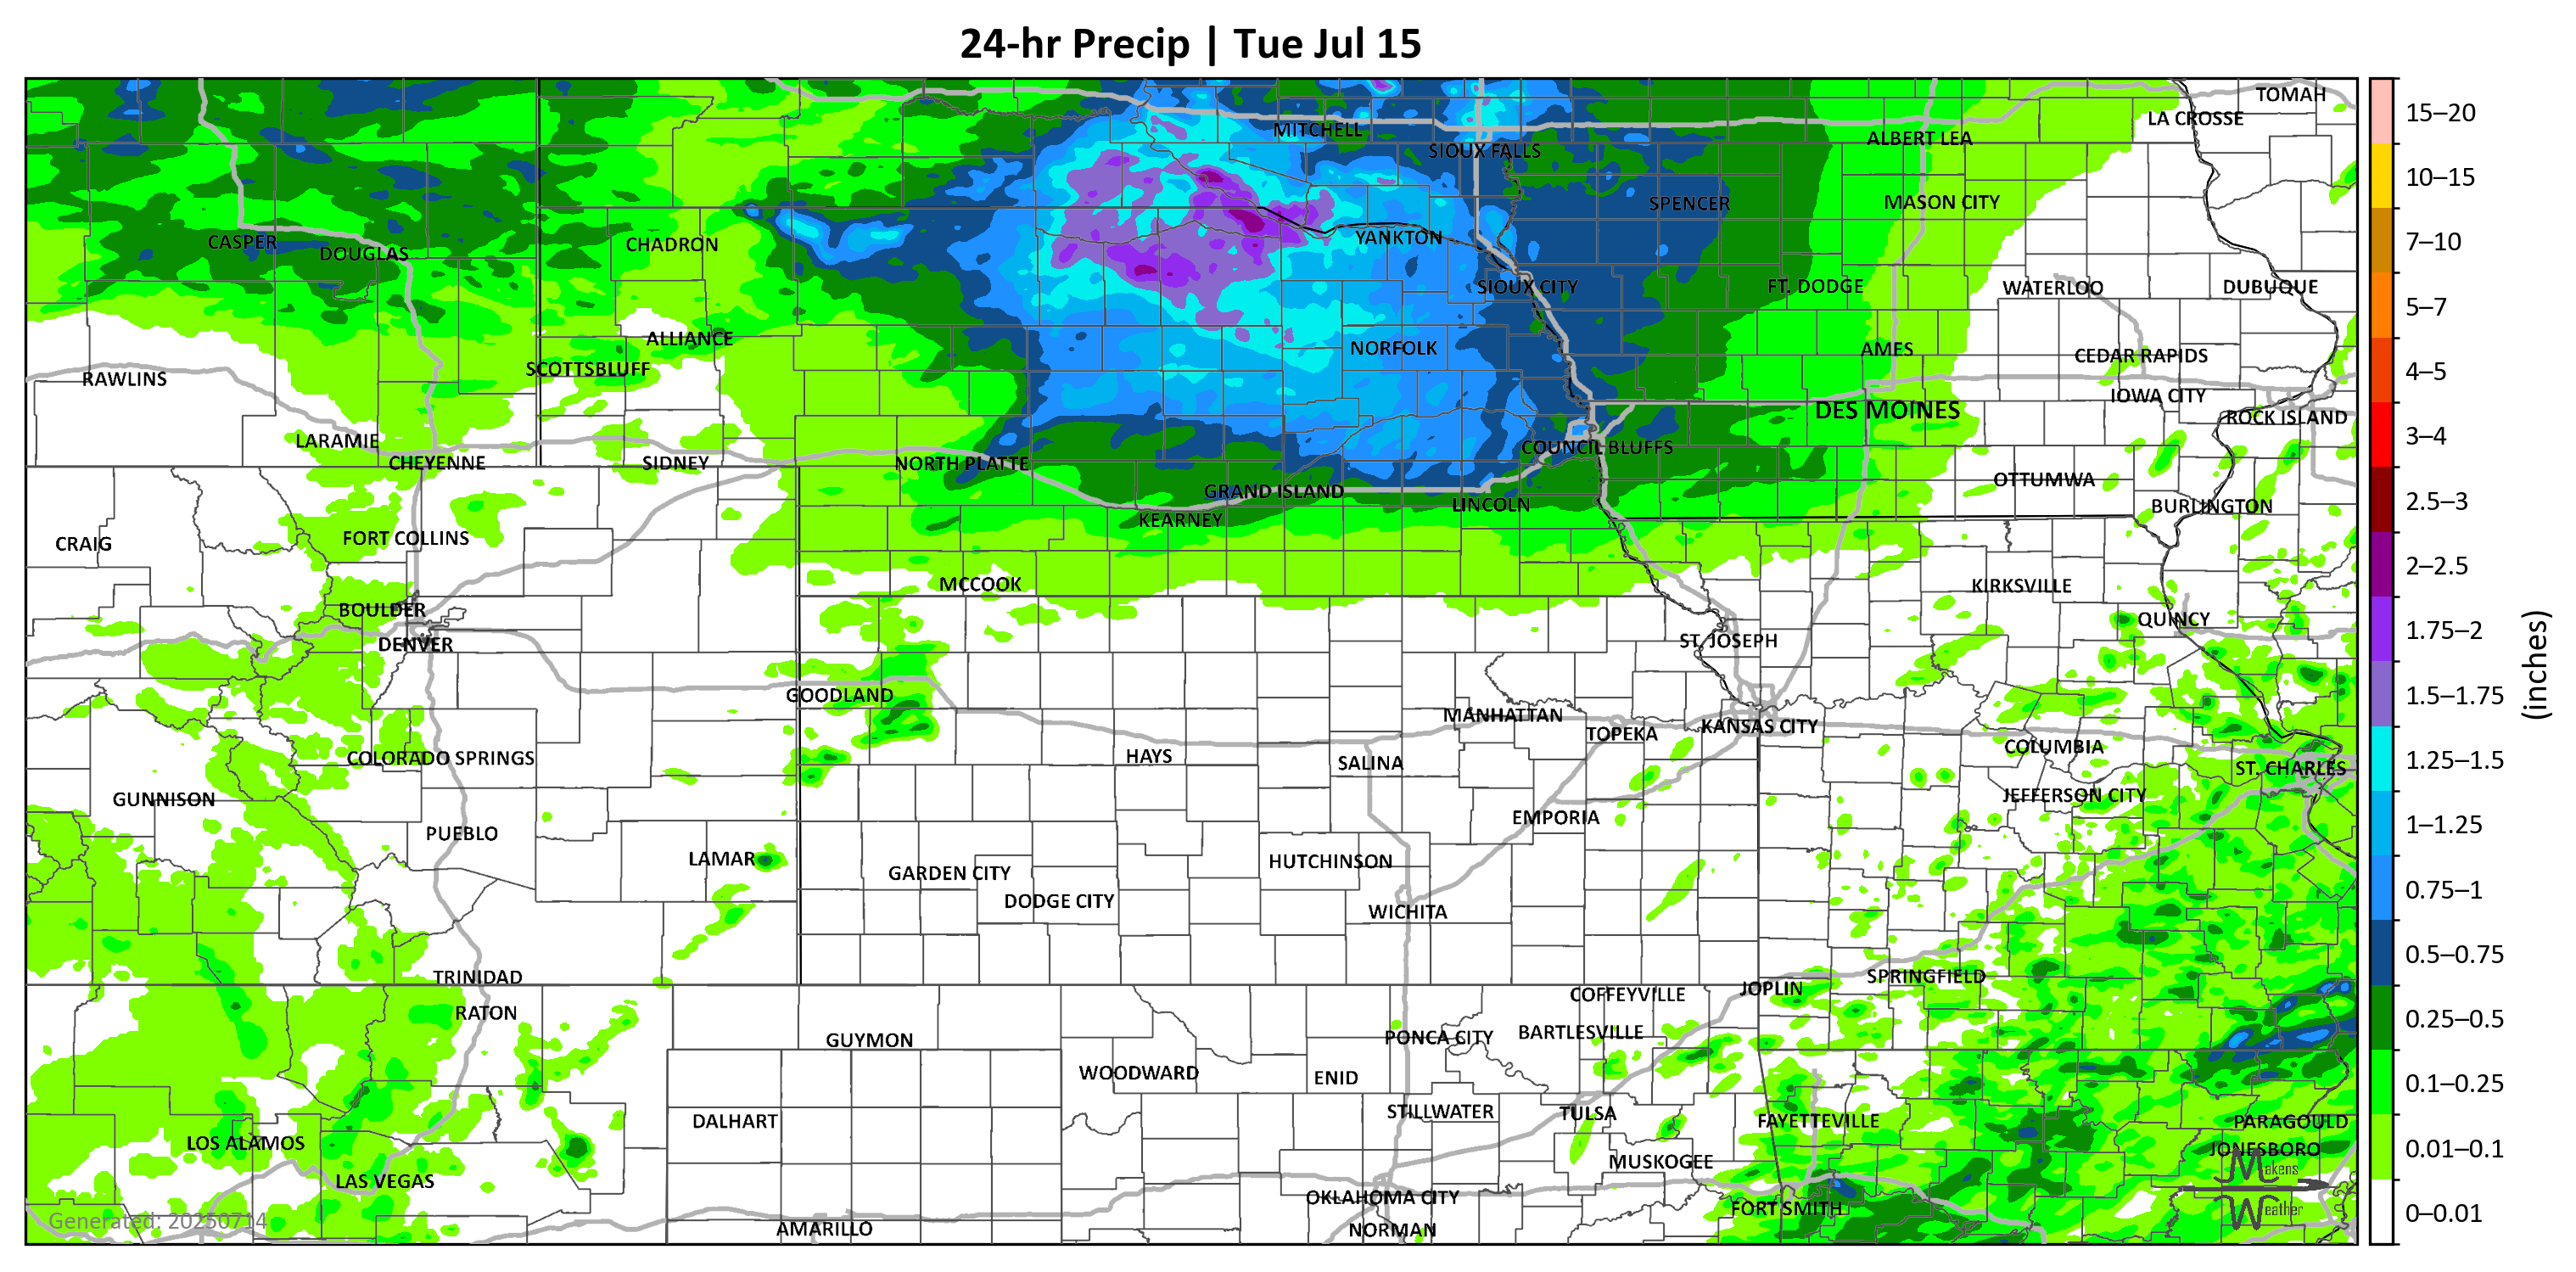 24-hr Precip | Tue Jul 15
TOMAH
LA CROSSE
MITCHELL
ALBERT LEA
SIOUX FALLS
SPENCER
MASON CITY
CASPER
DOUGLAS
CHADRON
YANKTON
SIOUX CITY
FT. DODGE
WATERLOO
DUBUQUE
ALLIANCE
NORFOLK
AMES
CEDAR RAPIDS
SCOTTSBLUFF
RAWLINS
IOWA CITY
DES MOINES
ROCK ISLAND
LARAMIE
COUNCIL BLUFFS
CHEYENNE
SIDNEY
NORTH PLATTE
OTTUMWA
GRAND ISLAND
LINCOLN
BURLINGTON
KEARNEY
CRAIG
FORT COLLINS
MCCOOK
KIRKSVILLE
BOULDER
QUINCY
DENVER
ST. JOSEPH
GOODLAND
MANHATTAN
KANSAS CITY
TOPEKA
COLUMBIA
COLORADO SPRINGS
HAYS
SALINA
ST. CHARLES
GUNNISON
JEFFERSON CITY
EMPORIA
PUEBLO
LAMAR
HUTCHINSON
GARDEN CITY
DODGE CITY
WICHITA
TRINIDAD
SPRINGFIELD
JOPLIN
COFFEYVILLE
RATON
BARTLESVILLE
PONCA CITY
GUYMON
WOODWARD
ENID
STILLWATER
TULSA
DALHART
FAYETTEVILLE
PARAGOULD
LOS ALAMOS
JONESBORO
MUSKOGEE
LAS VEGAS
OKLAHOMA CITY
FORT SMITH
AMARILLO
NORMAN
Makens
Weather
Generated: 20250714
15–20
10–15
7–10
5–7
4–5
3–4
2.5–3
2–2.5
1.75–2
1.5–1.75
1.25–1.5
1–1.25
0.75–1
0.5–0.75
0.25–0.5
0.1–0.25
0.01–0.1
0–0.01
(inches)